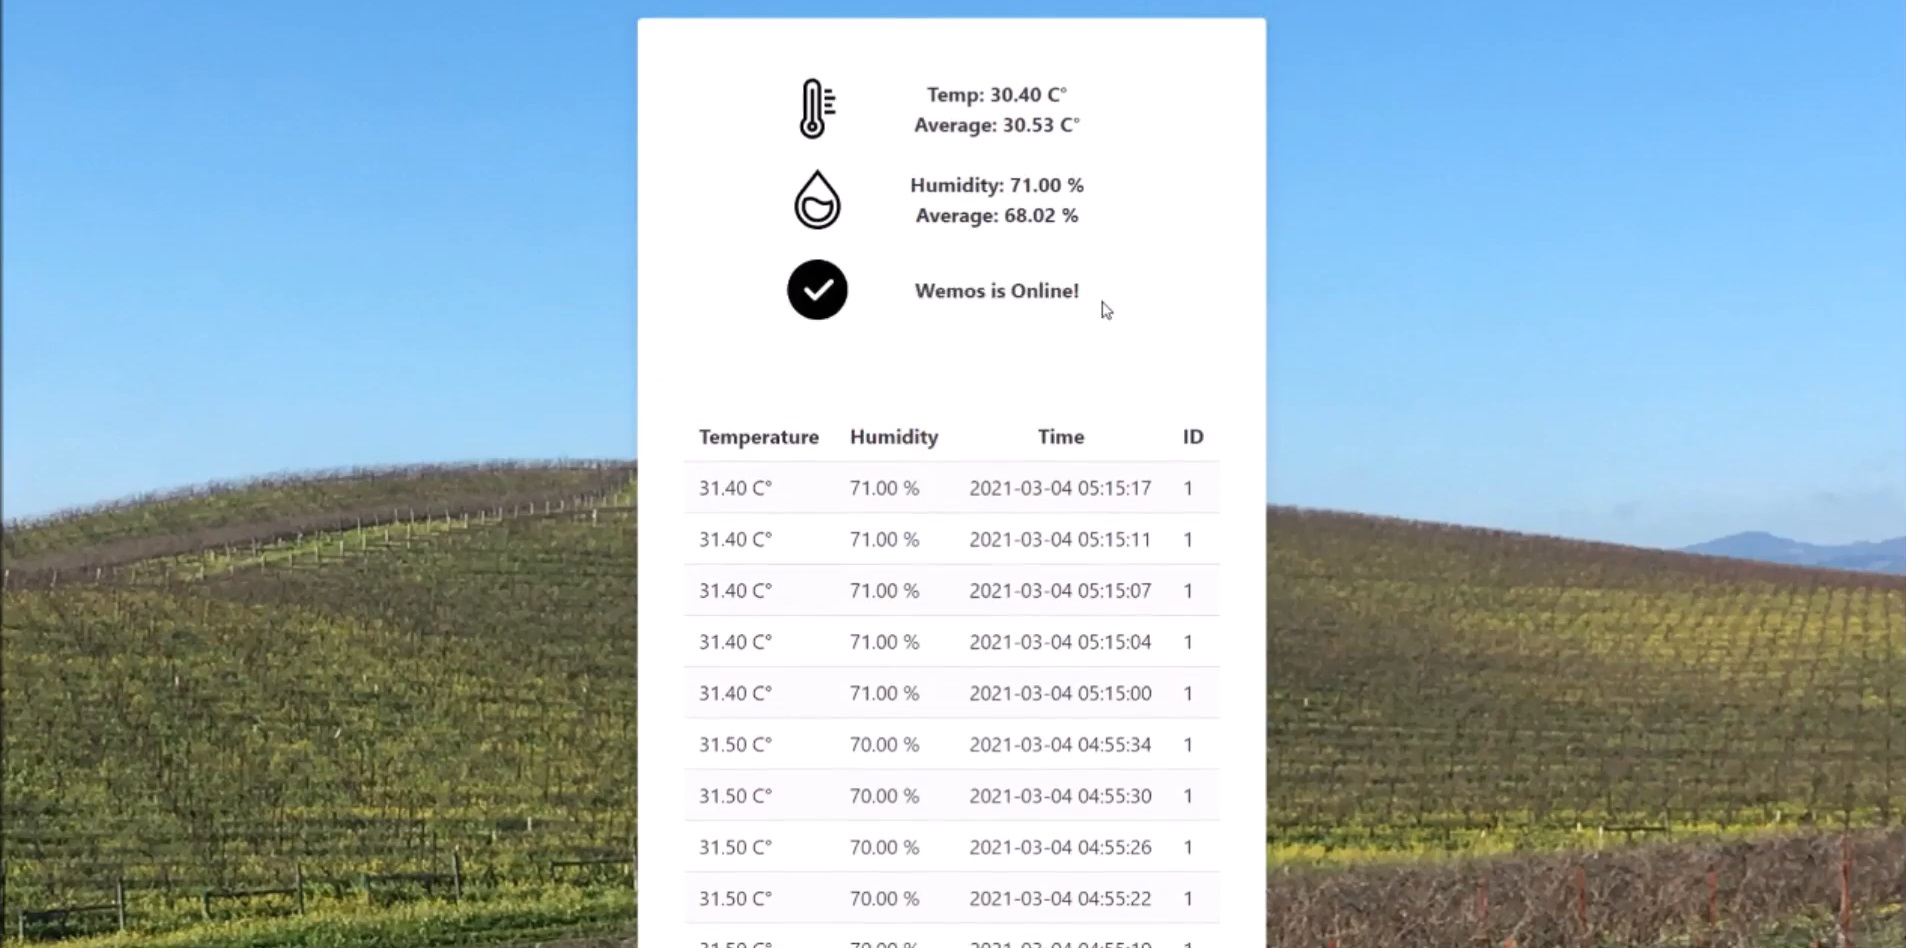 Temp: 30.40 C°
Average: 30.53 C°
Humidity: 71.00 %
Average: 68.02 %
Wemos is Online!
Temperature Humidity Time ID
31.40 C° 71.00 % 2021-03-04 05:15:17 1
31.40 C° 71.00 % 2021-03-04 05:15:11 1
31.40 C° 71.00 % 2021-03-04 05:15:07 1
31.40 C° 71.00 % 2021-03-04 05:15:04 1
31.40 C° 71.00 % 2021-03-04 05:15:00 1
31.50 C° 70.00 % 2021-03-04 04:55:34 1
31.50 C° 70.00 % 2021-03-04 04:55:30 1
31.50 C° 70.00 % 2021-03-04 04:55:26 1
31.50 C° 70.00 % 2021-03-04 04:55:22 1